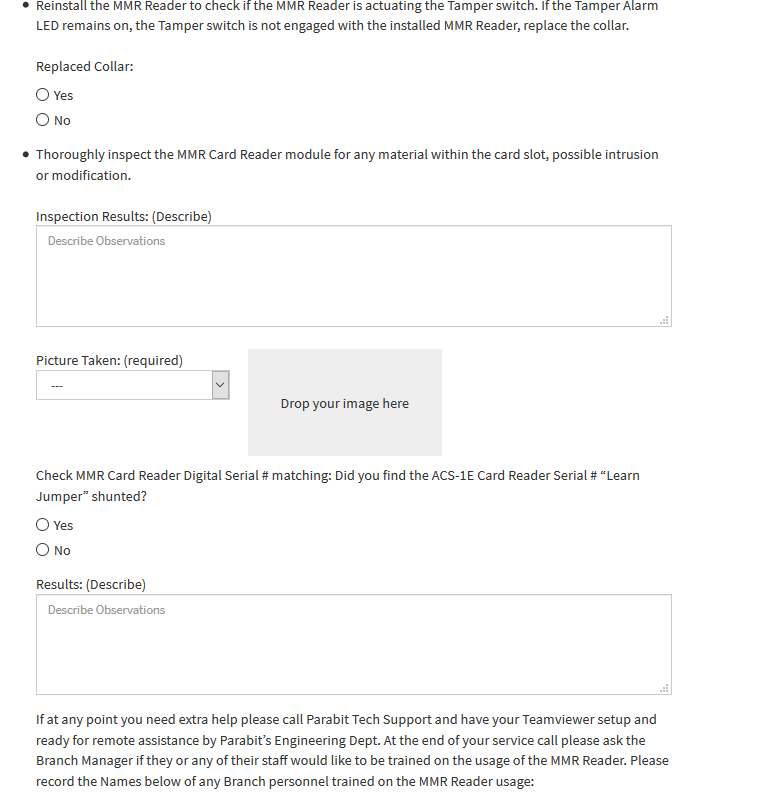 • Reinstall the MMR Reader to check if the MMR Reader is actuating the Tamper switch. If the Tamper Alarm
LED remains on, the Tamper switch is not engaged with the installed MMR Reader, replace the collar.
Replaced Collar:
Yes
No
• Thoroughly inspect the MMR Card Reader module for any material within the card slot, possible intrusion
or modification.
Inspection Results: (Describe)
Describe Observations
Picture Taken: (required)
---
Drop your image here
Check MMR Card Reader Digital Serial # matching: Did you find the ACS-1E Card Reader Serial # “Learn
Jumper” shunted?
Yes
No
Results: (Describe)
Describe Observations
If at any point you need extra help please call Parabit Tech Support and have your Teamviewer setup and
ready for remote assistance by Parabit’s Engineering Dept. At the end of your service call please ask the
Branch Manager if they or any of their staff would like to be trained on the usage of the MMR Reader. Please
record the Names below of any Branch personnel trained on the MMR Reader usage: